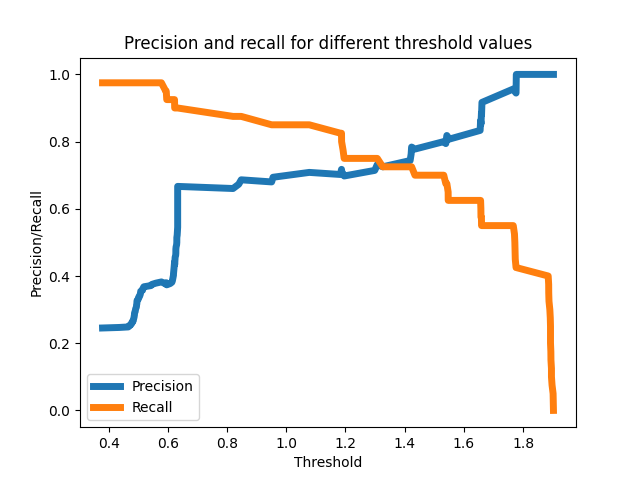 Precision and recall for different threshold values
Precision/Recall
1.0
0.8
0.6
0.4
0.2
0.0
Precision
Recall
0.4 0.6 0.8 1.0 1.2 1.4 1.6 1.8
Threshold